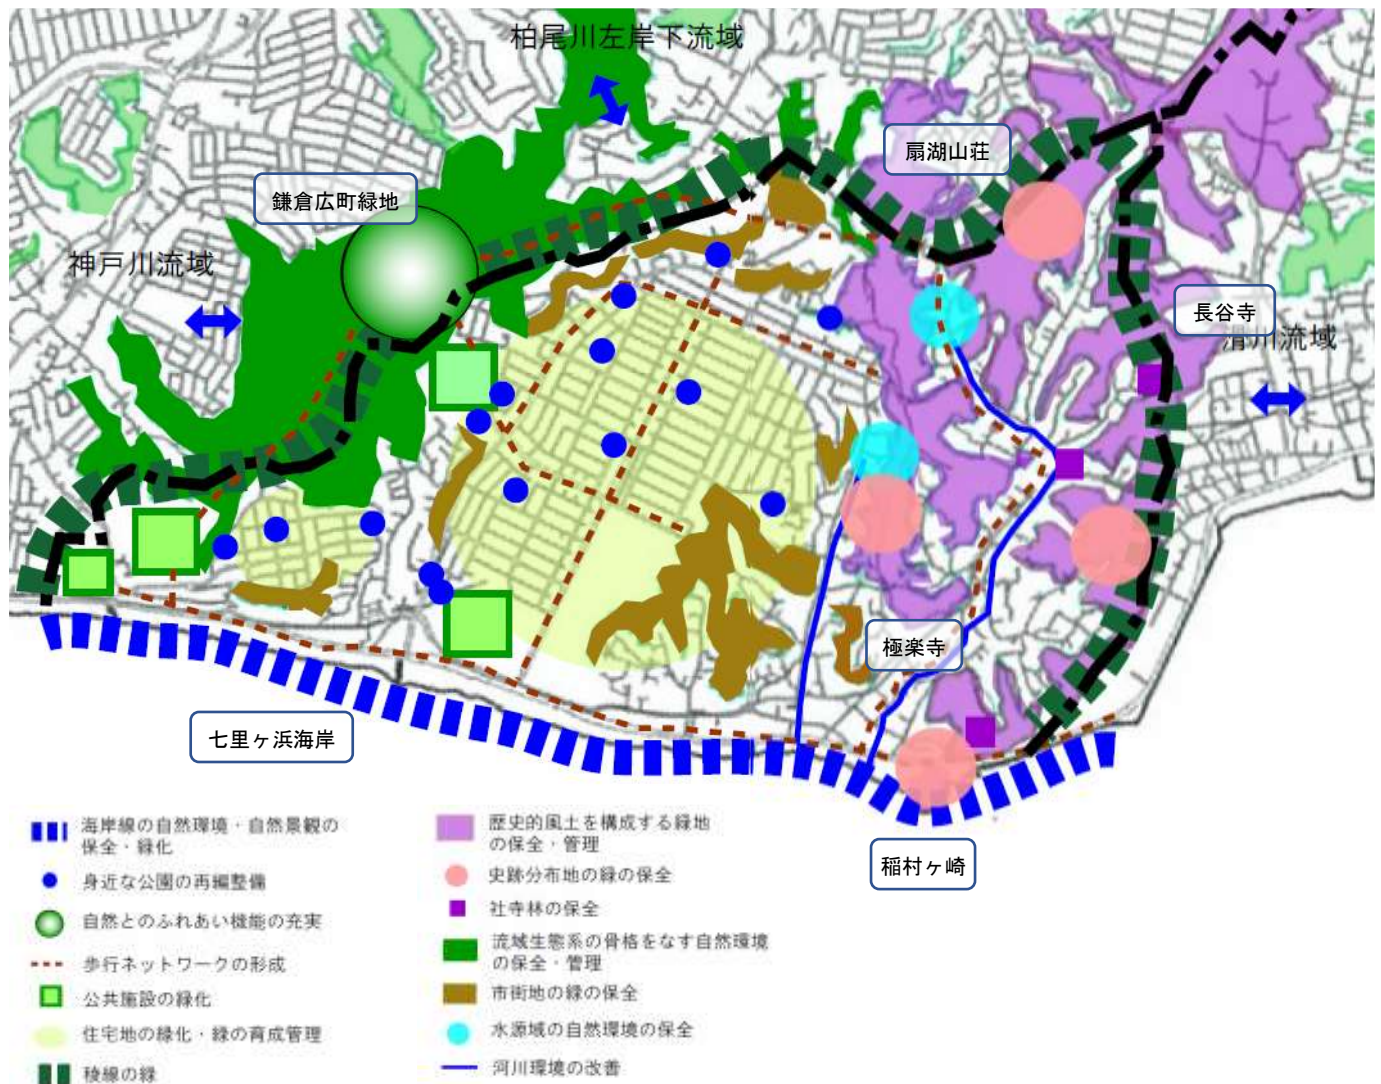 柏尾川左岸下流域
扇湖山荘
鎌倉広町緑地
神戸川流域
長谷寺
滑川流域
極楽寺
七里ヶ浜海岸
稲村ヶ崎
海岸線の自然環境・自然景観の
保全・緑化
身近な公園の再編整備
自然とのふれあい機能の充実
歩行ネットワークの形成
公共施設の緑化
住宅地の緑化・緑の育成管理
稜線の緑
歴史的風土を構成する緑地
の保全・管理
史跡分布地の緑の保全
社寺林の保全
流域生態系の骨格をなす自然環境
の保全・管理
市街地の緑の保全
水源域の自然環境の保全
河川環境の改善